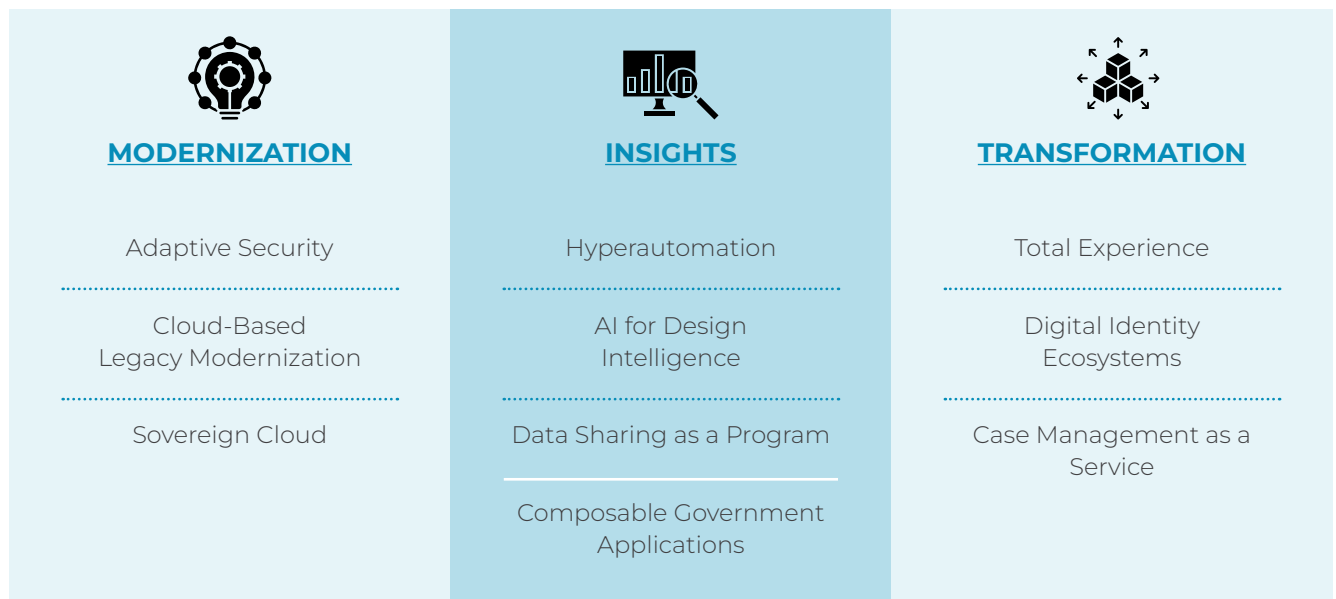 MODERNIZATION
Adaptive Security
Cloud-Based
Legacy Modernization
Sovereign Cloud
INSIGHTS
Hyperautomation
AI for Design
Intelligence
Data Sharing as a Program
Composable Government
Applications
TRANSFORMATION
Total Experience
Digital Identity
Ecosystems
Case Management as a
Service